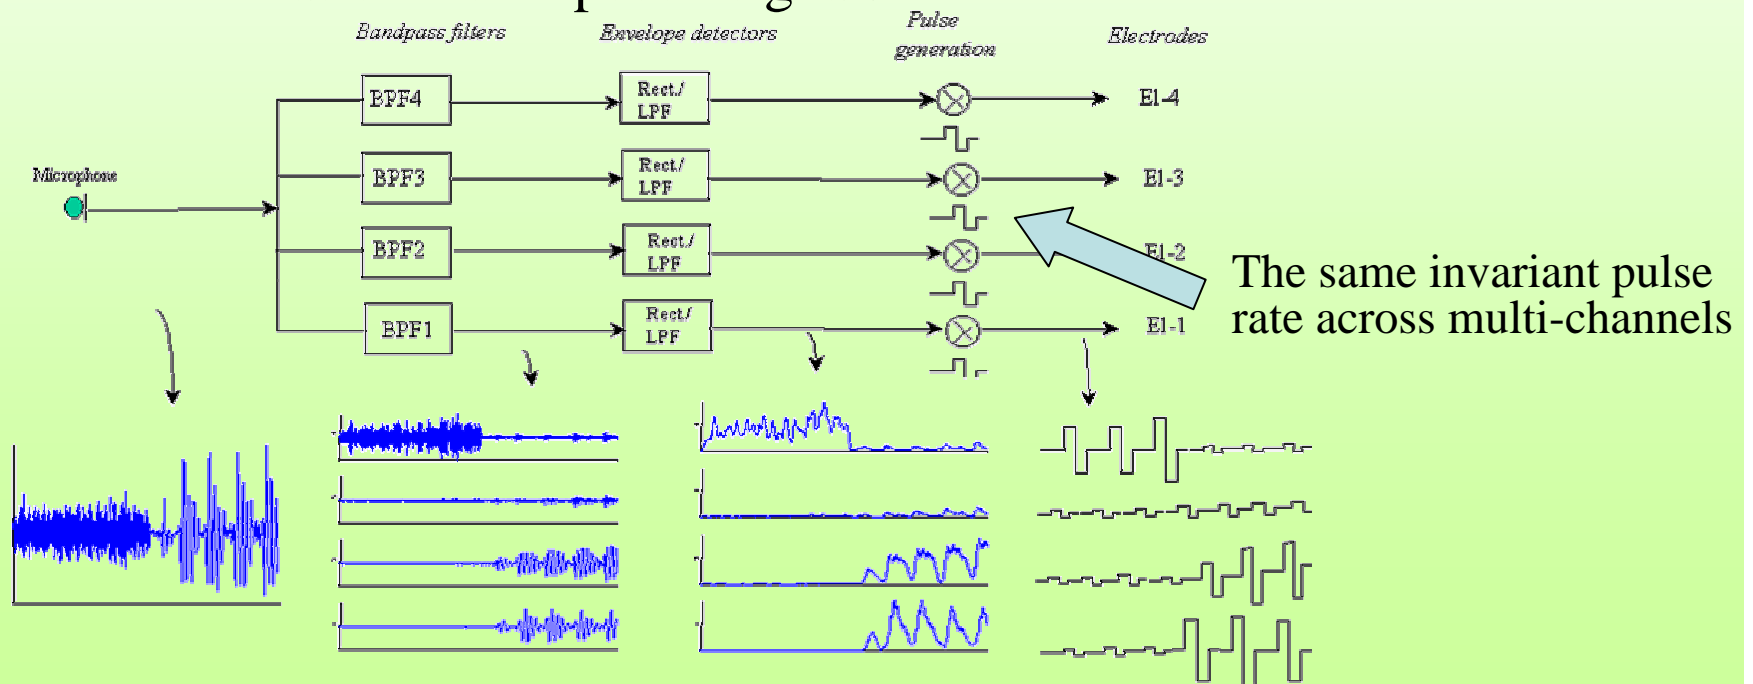 Bandpass filters
Envelope detectors
Pulse
generation
Electrodes
BPF4
Rect./
LPF
El-4
Microphone
BPF3
Rect./
LPF
El-3
BPF2
Rect./
LPF
El-2
BPF1
Rect./
LPF
El-1
The same invariant pulse
rate across multi-channels